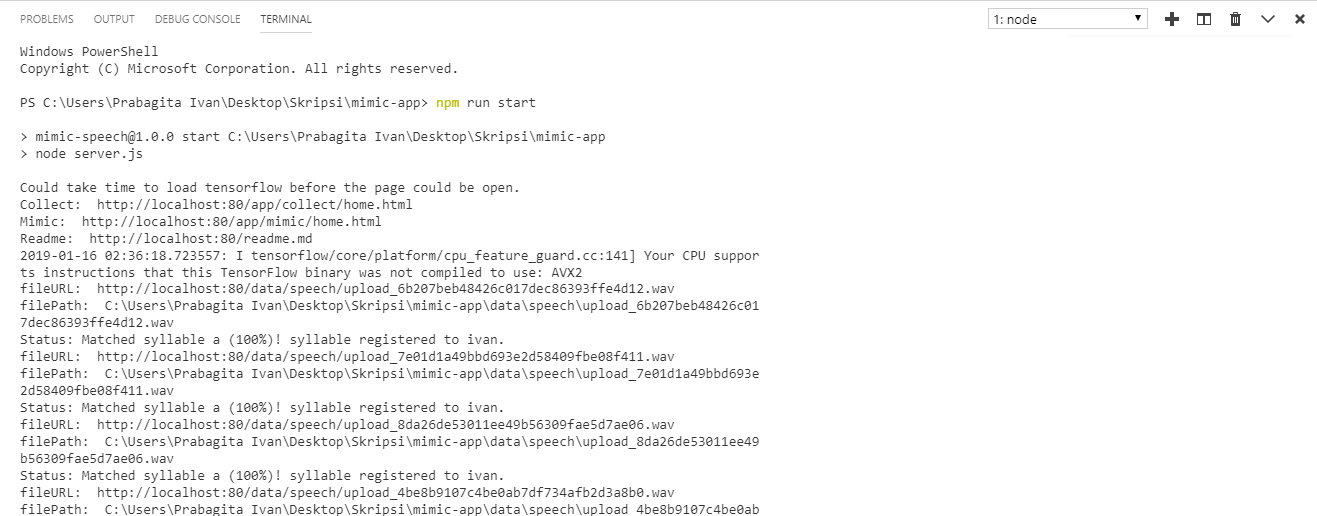 PROBLEMS OUTPUT DEBUG CONSOLE TERMINAL 1: node
Windows PowerShell
Copyright (C) Microsoft Corporation. All rights reserved.
PS C:\Users\Prabagita Ivan\Desktop\Skripsi\mimic-app> npm run start
> mimic-speech@1.0.0 start C:\Users\Prabagita Ivan\Desktop\Skripsi\mimic-app
> node server.js
Could take time to load tensorflow before the page could be open.
Collect:  http://localhost:80/app/collect/home.html
Mimic:  http://localhost:80/app/mimic/home.html
Readme:  http://localhost:80/readme.md
2019-01-16 02:36:18.723557: I tensorflow/core/platform/cpu_feature_guard.cc:141] Your CPU suppor
ts instructions that this TensorFlow binary was not compiled to use: AVX2
fileURL:  http://localhost:80/data/speech/upload_6b207beb48426c017dec86393ffe4d12.wav
filePath:  C:\Users\Prabagita Ivan\Desktop\Skripsi\mimic-app\data\speech\upload_6b207beb48426c01
7dec86393ffe4d12.wav
Status: Matched syllable a (100%)! syllable registered to ivan.
fileURL:  http://localhost:80/data/speech/upload_7e01d1a49bbd693e2d58409fbe08f411.wav
filePath:  C:\Users\Prabagita Ivan\Desktop\Skripsi\mimic-app\data\speech\upload_7e01d1a49bbd693e
2d58409fbe08f411.wav
Status: Matched syllable a (100%)! syllable registered to ivan.
fileURL:  http://localhost:80/data/speech/upload_8da26de53011ee49b56309fae5d7ae06.wav
filePath:  C:\Users\Prabagita Ivan\Desktop\Skripsi\mimic-app\data\speech\upload_8da26de53011ee49
b56309fae5d7ae06.wav
Status: Matched syllable a (100%)! syllable registered to ivan.
fileURL:  http://localhost:80/data/speech/upload_4be8b9107c4be0ab7df734afb2d3a8b0.wav
filePath:  C:\Users\Prabagita Ivan\Desktop\Skripsi\mimic-app\data\speech\upload_4be8b9107c4be0ab